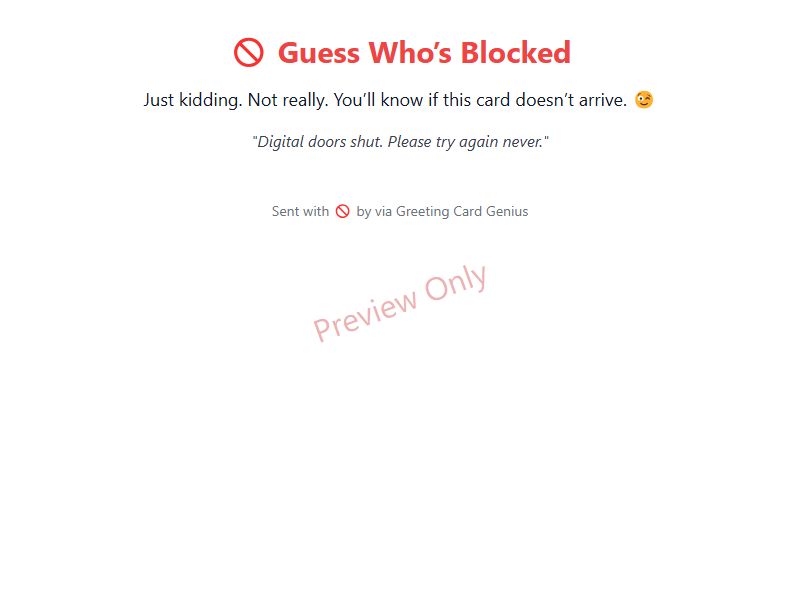 🚫 Guess Who’s Blocked
Just kidding. Not really. You’ll know if this card doesn’t arrive. 😉
"Digital doors shut. Please try again never."
Sent with 🚫 by via Greeting Card Genius
Preview Only